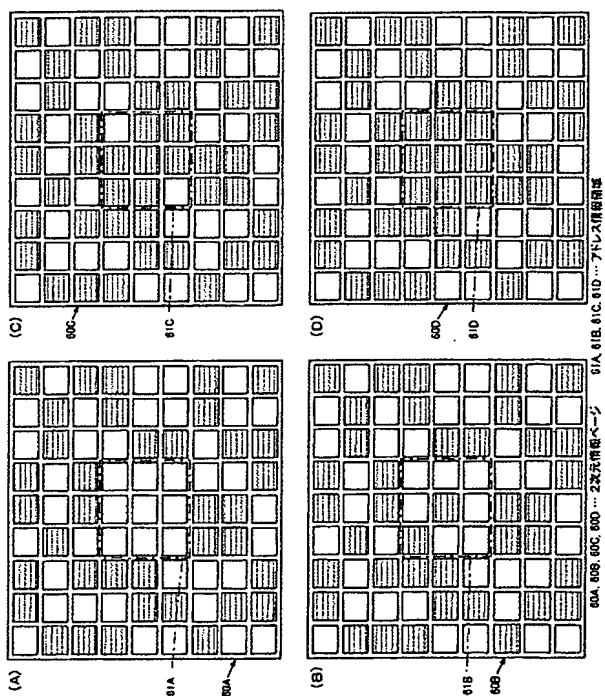 (A)
61A
60A
(B)
61B
60B
(C)
60C
61C
(D)
60D
61D
60A, 60B, 60C, 60D … 2次元情報ページ
61A, 61B, 61C, 61D … アドレス情報領域